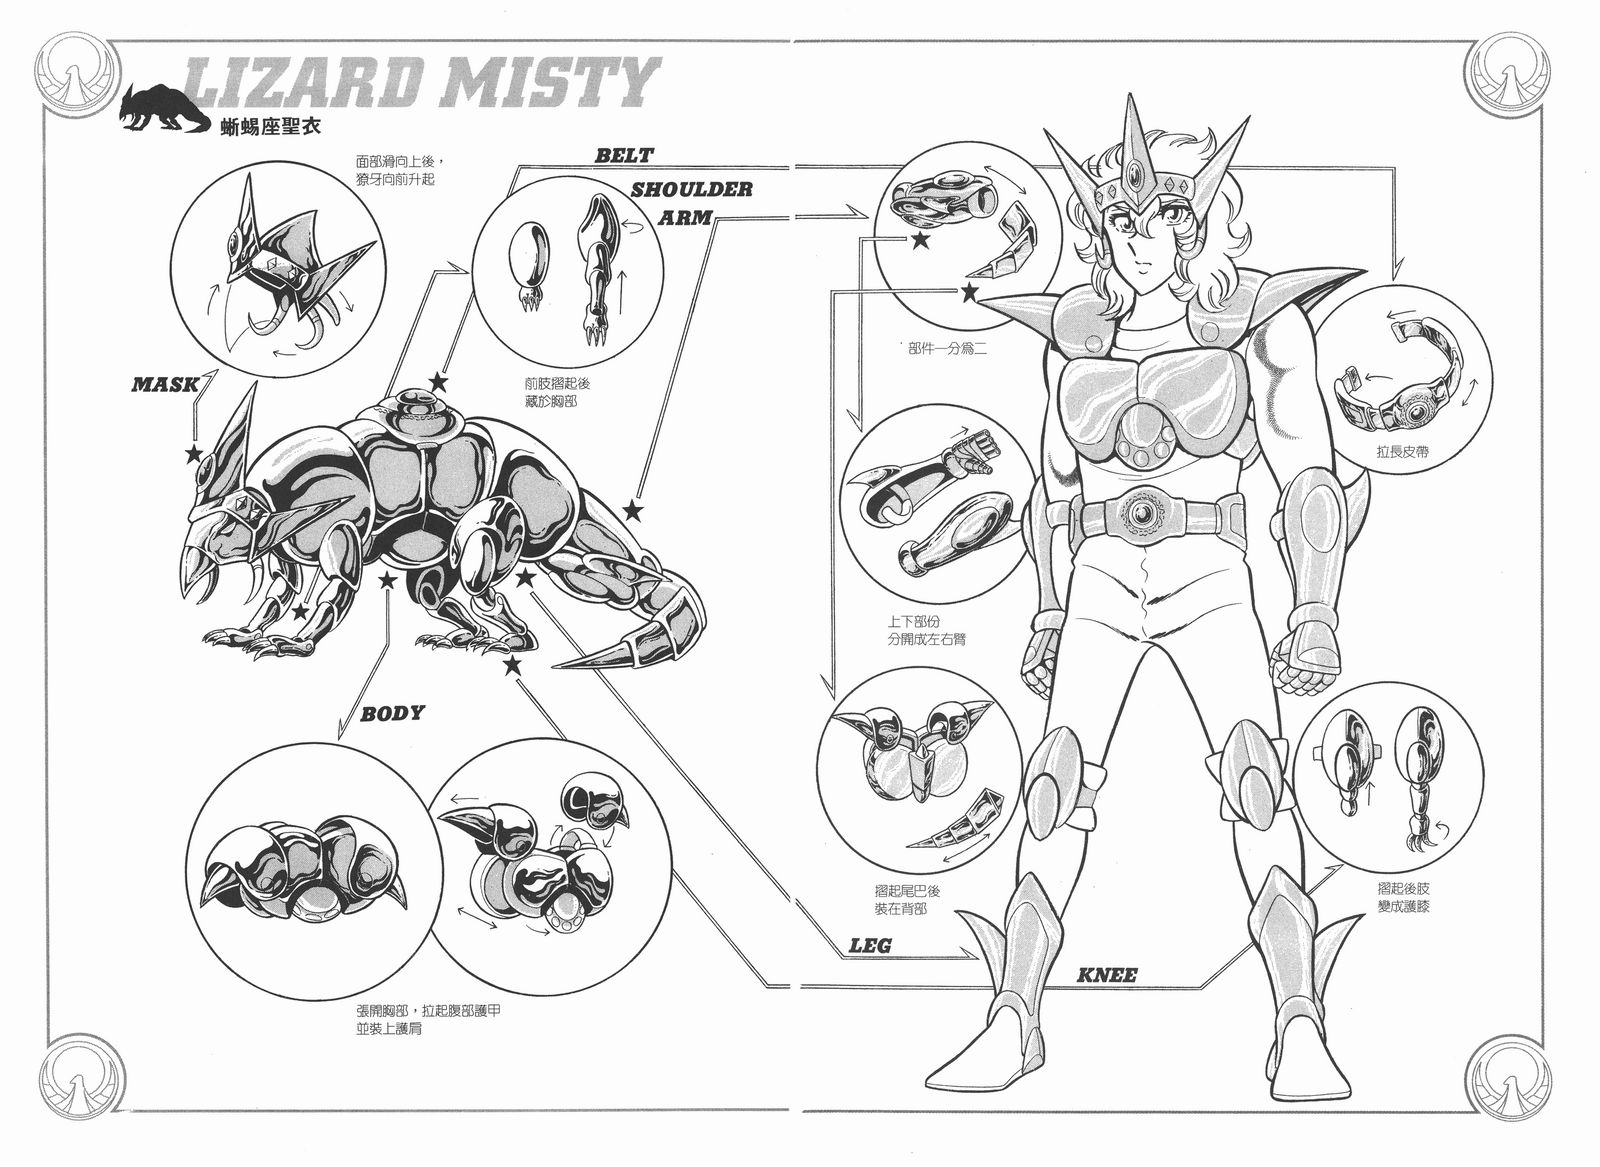 LIZARD MISTY
蜥蜴座聖衣
面部滑向上後，
獠牙向前升起
BELT
SHOULDER
ARM
MASK
前肢摺起後
藏於胸部
部件一分為二
拉長皮帶
上下部份
分開成左右臂
BODY
摺起尾巴後
裝在背部
摺起後肢
變成護膝
LEG
KNEE
張開胸部，拉起腹部護甲
並裝上護肩